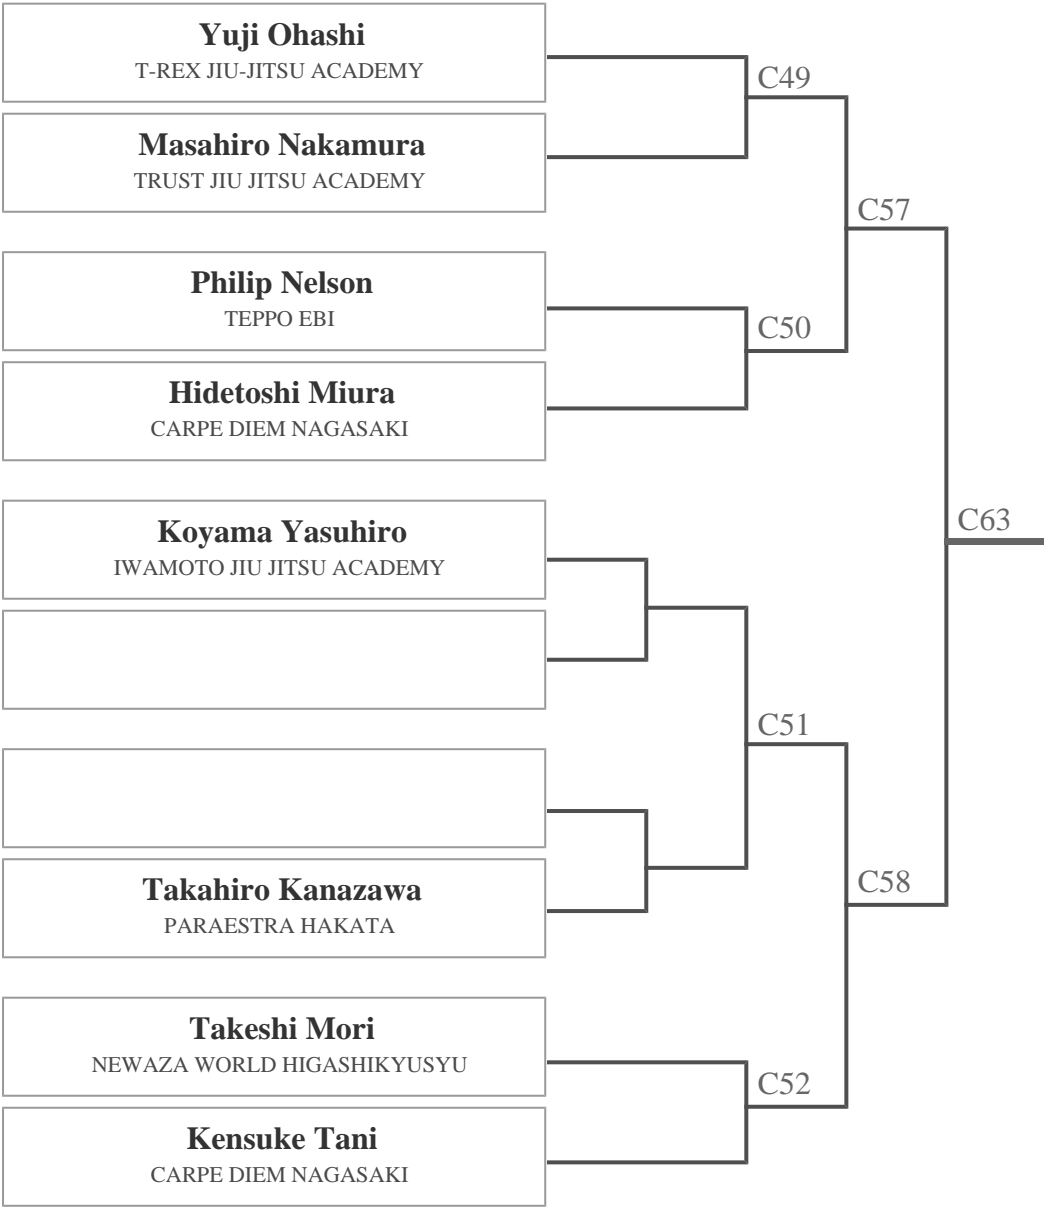 Yuji Ohashi
T-REX JIU-JITSU ACADEMY
C49
Masahiro Nakamura
TRUST JIU JITSU ACADEMY
C57
Philip Nelson
TEPPO EBI
C50
Hidetoshi Miura
CARPE DIEM NAGASAKI
Koyama Yasuhiro
IWAMOTO JIU JITSU ACADEMY
C63
C51
Takahiro Kanazawa
PARAESTRA HAKATA
C58
Takeshi Mori
NEWAZA WORLD HIGASHIKYUSYU
C52
Kensuke Tani
CARPE DIEM NAGASAKI